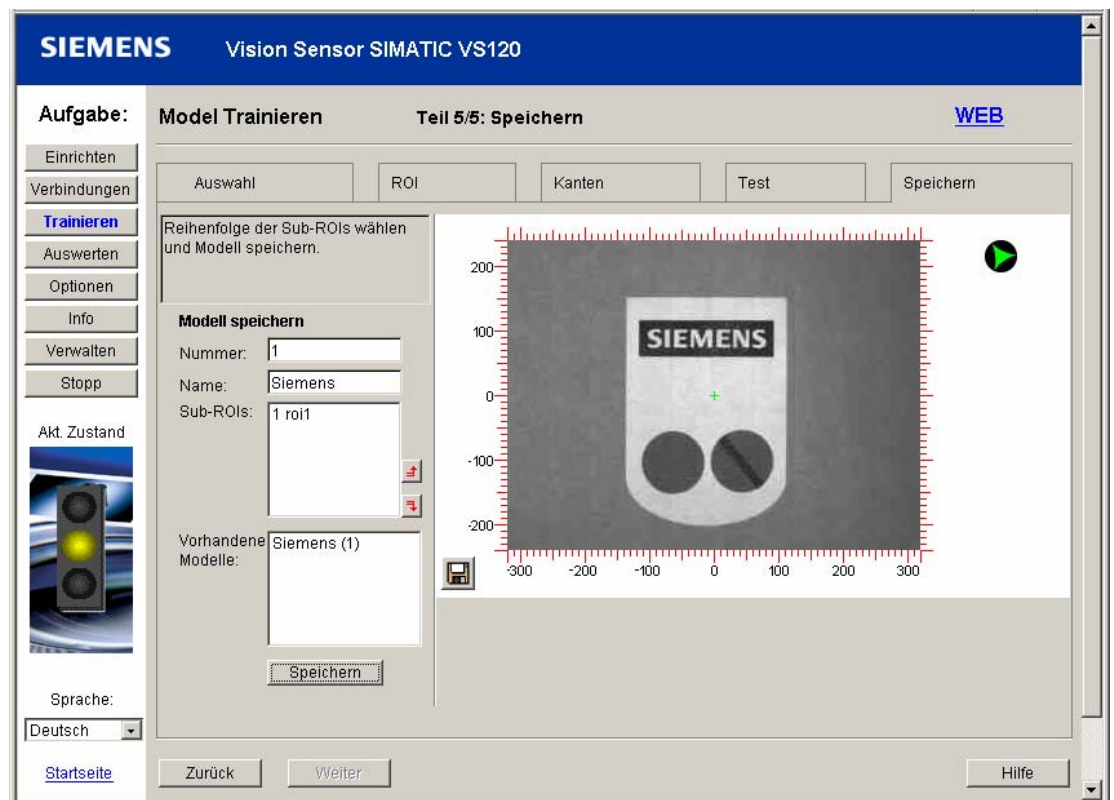 SIEMENS Vision Sensor SIMATIC VS120
Aufgabe:
Einrichten
Verbindungen
Trainieren
Auswerten
Optionen
Info
Verwalten
Stopp
Akt. Zustand
Sprache:
Deutsch
Startseite
Model Trainieren Teil 5/5: Speichern WEB
Auswahl ROI Kanten Test Speichern
Reihenfolge der Sub-ROIs wählen
und Modell speichern.
Modell speichern
Nummer: 1
Name: Siemens
Sub-ROIs: 1 roi1
Vorhandene Modelle: Siemens (1)
Speichern
200
100
0
-100
-200
SIEMENS
-300 -200 -100 0 100 200 300
Zurück Weiter Hilfe